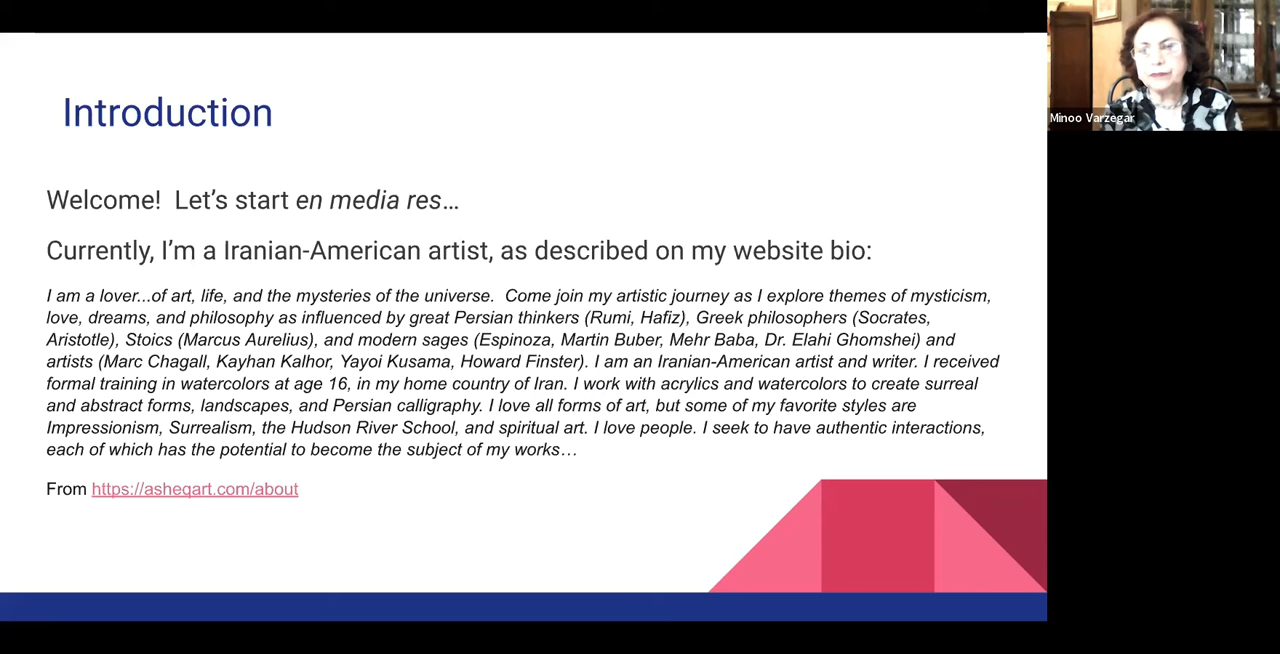 Introduction
Welcome! Let's start en media res…
Currently, I'm a Iranian-American artist, as described on my website bio:
I am a lover...of art, life, and the mysteries of the universe. Come join my artistic journey as I explore themes of mysticism,
love, dreams, and philosophy as influenced by great Persian thinkers (Rumi, Hafiz), Greek philosophers (Socrates,
Aristotle), Stoics (Marcus Aurelius), and modern sages (Espinoza, Martin Buber, Mehr Baba, Dr. Elahi Ghomshei) and
artists (Marc Chagall, Kayhan Kalhor, Yayoi Kusama, Howard Finster). I am an Iranian-American artist and writer. I received
formal training in watercolors at age 16, in my home country of Iran. I work with acrylics and watercolors to create surreal
and abstract forms, landscapes, and Persian calligraphy. I love all forms of art, but some of my favorite styles are
Impressionism, Surrealism, the Hudson River School, and spiritual art. I love people. I seek to have authentic interactions,
each of which has the potential to become the subject of my works…
From https://asheqart.com/about
Minoo Varzegar